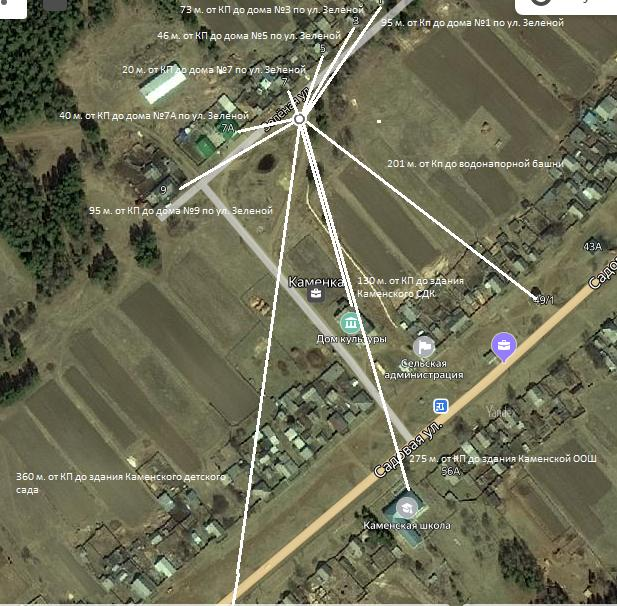 73 м. от КП до дома №3 по ул. Зеленой
3
95 м. от Кп до дома №1 по ул. Зеленой
46 м. от КП до дома №5 по ул. Зеленой
5
20 м. от КП до дома №7 по ул. Зеленой
7
Зелёная ул.
40 м. от КП до дома №7А по ул. Зеленой
7А
201 м. от Кп до водонапорной башни
9
95 м. от КП до дома №9 по ул. Зеленой
43А
Садо
Каменка
130 м. от КП до здания
Каменского СДК
49/1
Дом культуры
Сельская
администрация
Yandex
Садовая ул.
275 м. от КП до здания Каменской ООШ
56А
360 м. от КП до здания Каменского детского
сада
Каменская школа